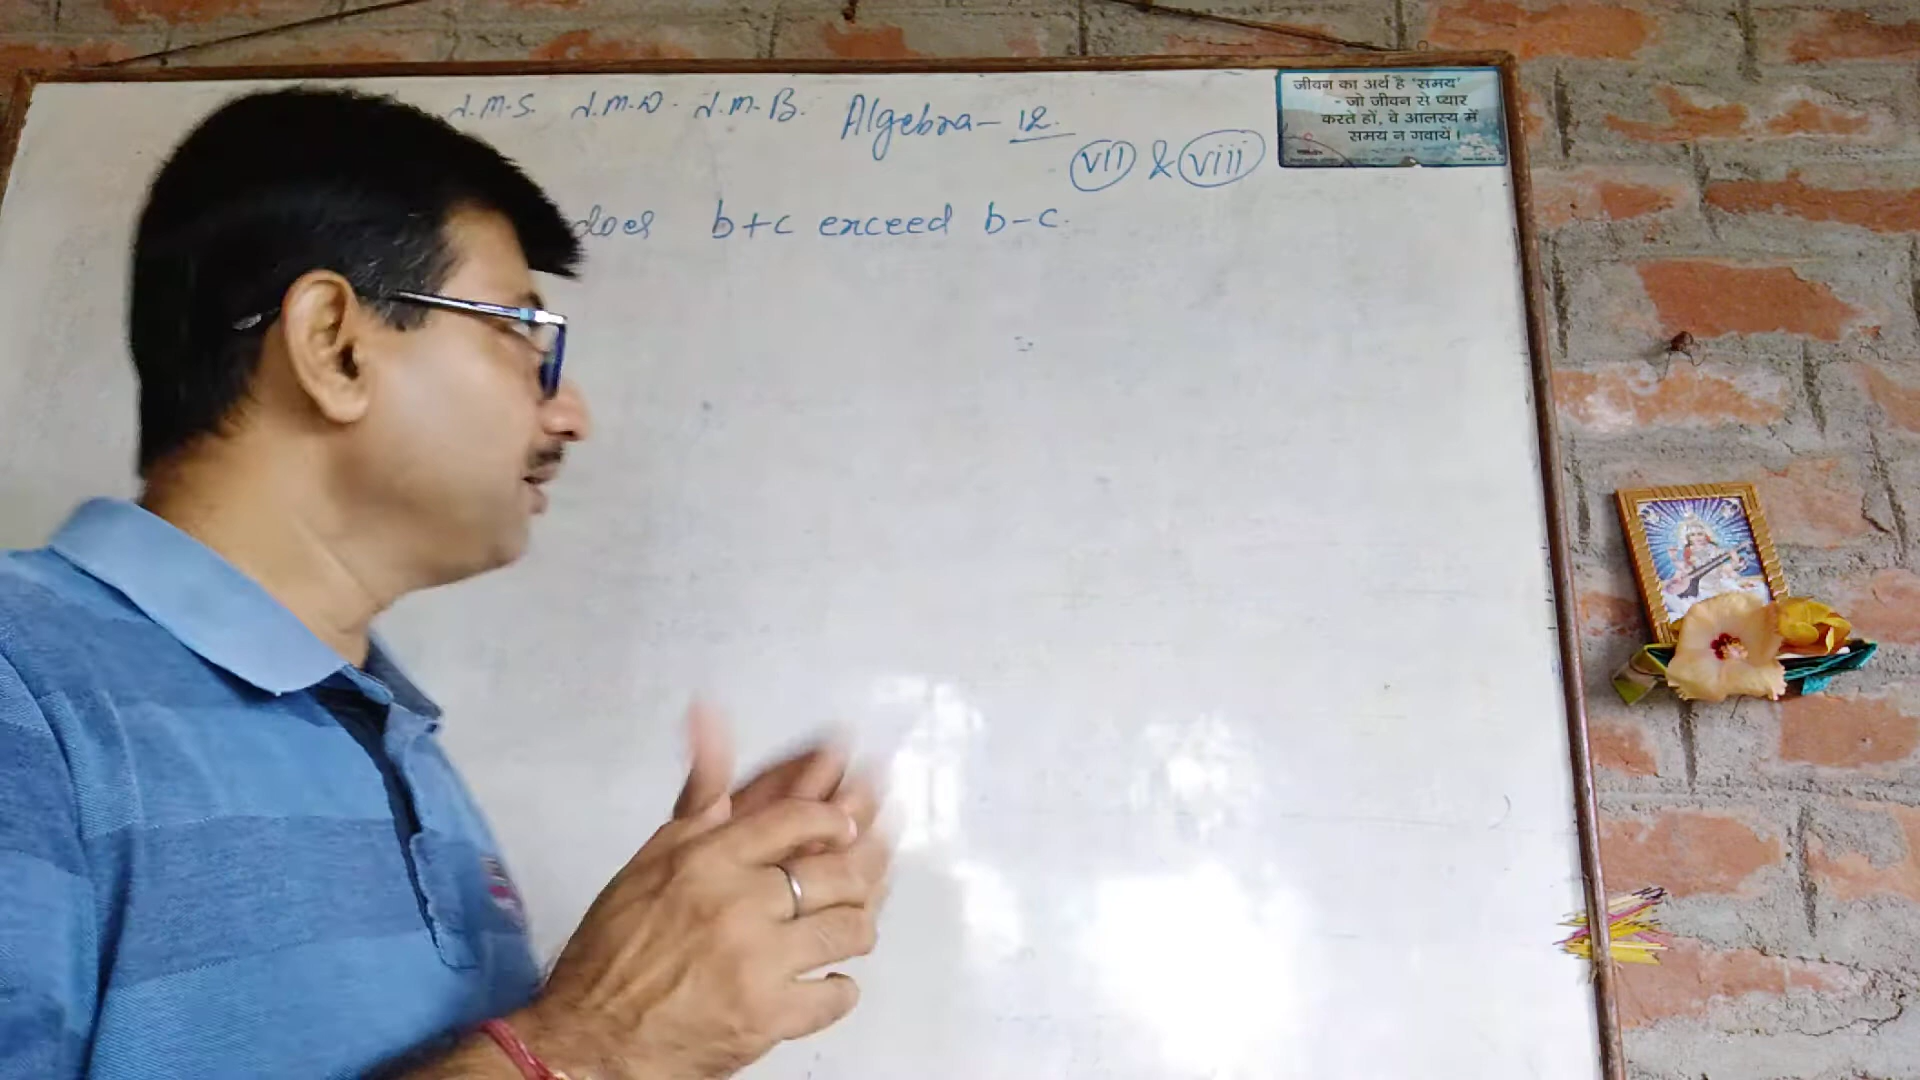 N.M.S. N.M.D. N.M.B. Algebra - 12.
VII & VIII
does b+c exceed b-c.
जीवन का अर्थ है 'समय'
- जो जीवन से प्यार
करते हों, वे आलस्य में
समय न गवायें।